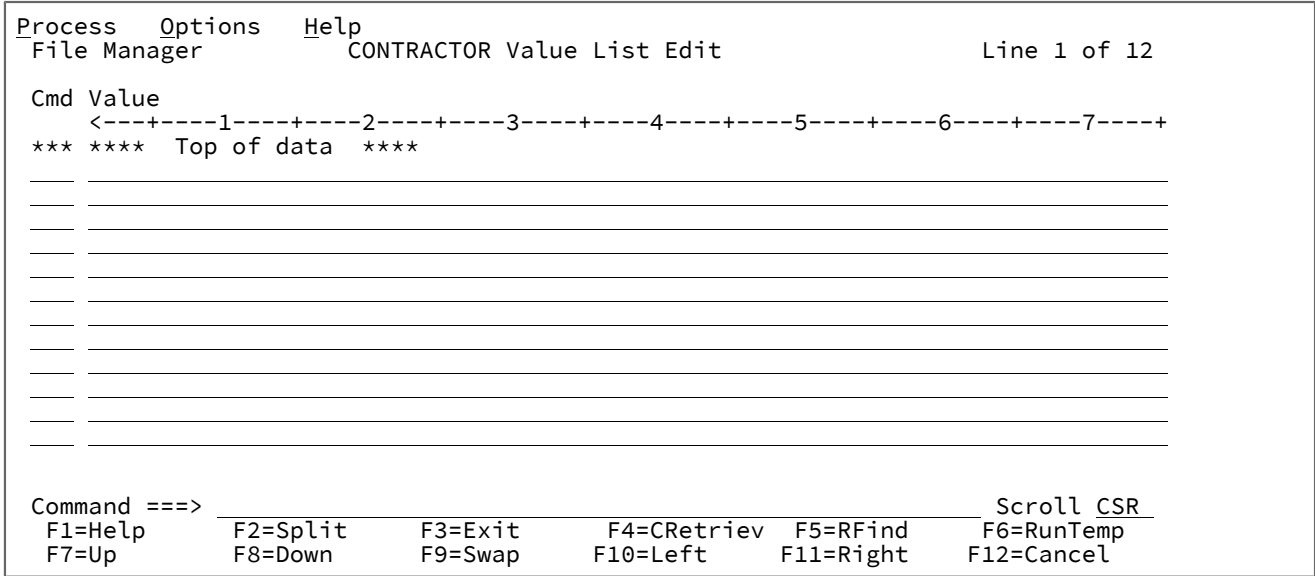 Process   Options   Help
File Manager          CONTRACTOR Value List Edit                  Line 1 of 12
Cmd Value
<---+----1----+----2----+----3----+----4----+----5----+----6----+----7----+
*** ****  Top of data  ****
Command ===>                                                       Scroll CSR
F1=Help      F2=Split     F3=Exit      F4=CRetriev  F5=RFind     F6=RunTemp
F7=Up        F8=Down      F9=Swap     F10=Left     F11=Right    F12=Cancel